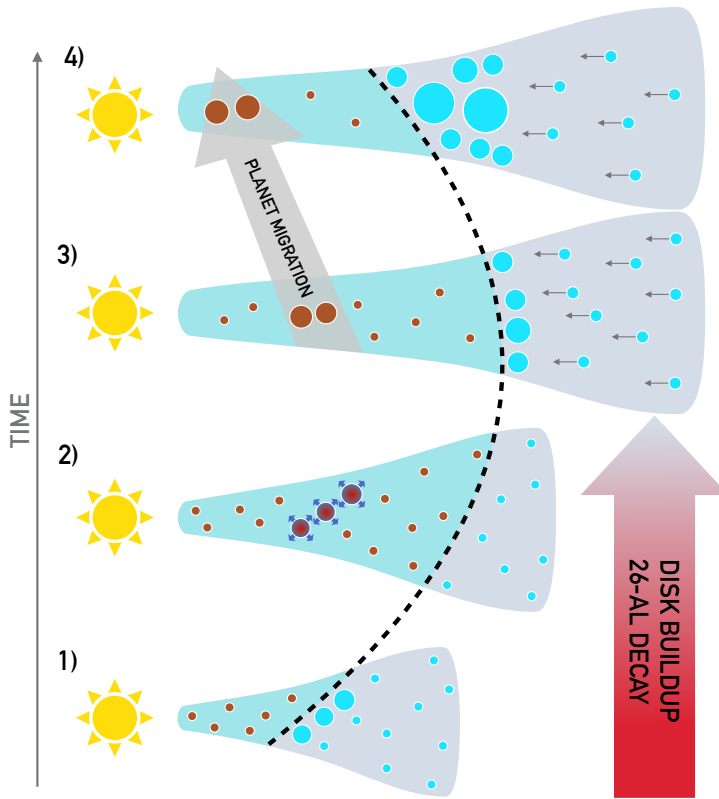 4)
PLANET MIGRATION
3)
TIME
2)
DISK BUILDUP
26-AL DECAY
1)